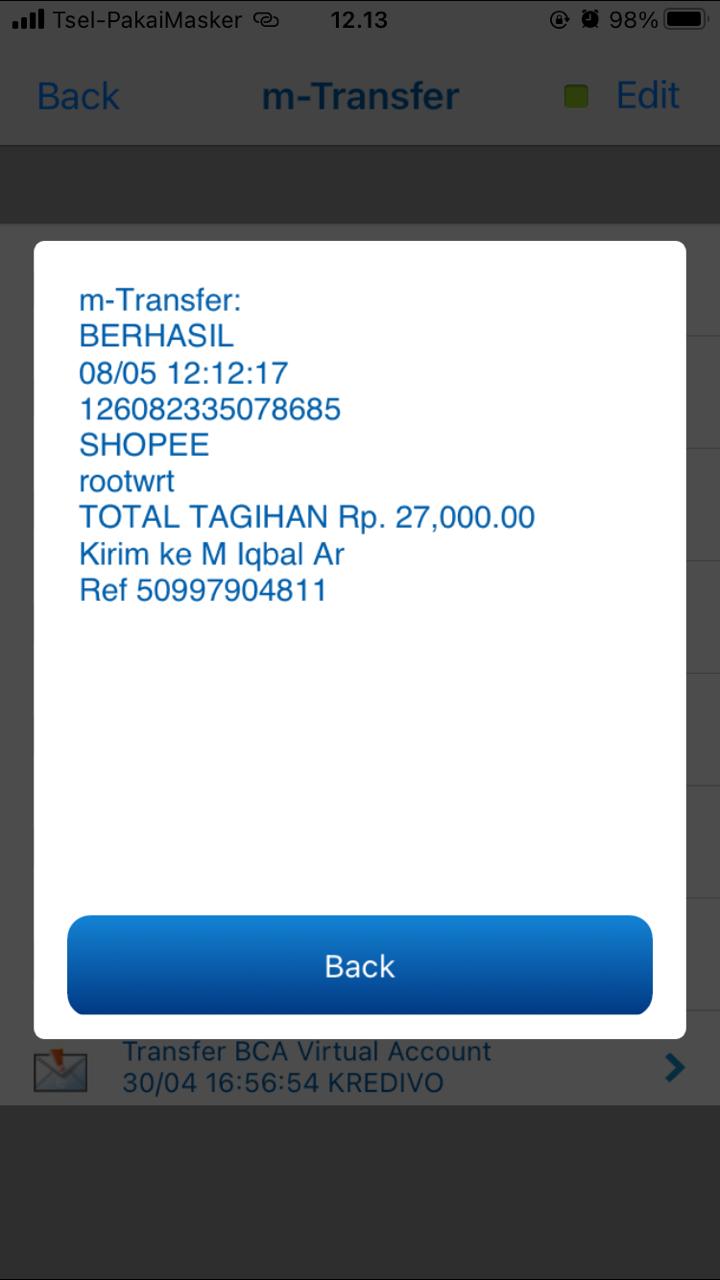 Tsel-PakaiMasker 12.13 98%
Back m-Transfer Edit
m-Transfer:
BERHASIL
08/05 12:12:17
126082335078685
SHOPEE
rootwrt
TOTAL TAGIHAN Rp. 27,000.00
Kirim ke M Iqbal Ar
Ref 50997904811
Back
Transfer BCA Virtual Account
30/04 16:56:54 KREDIVO